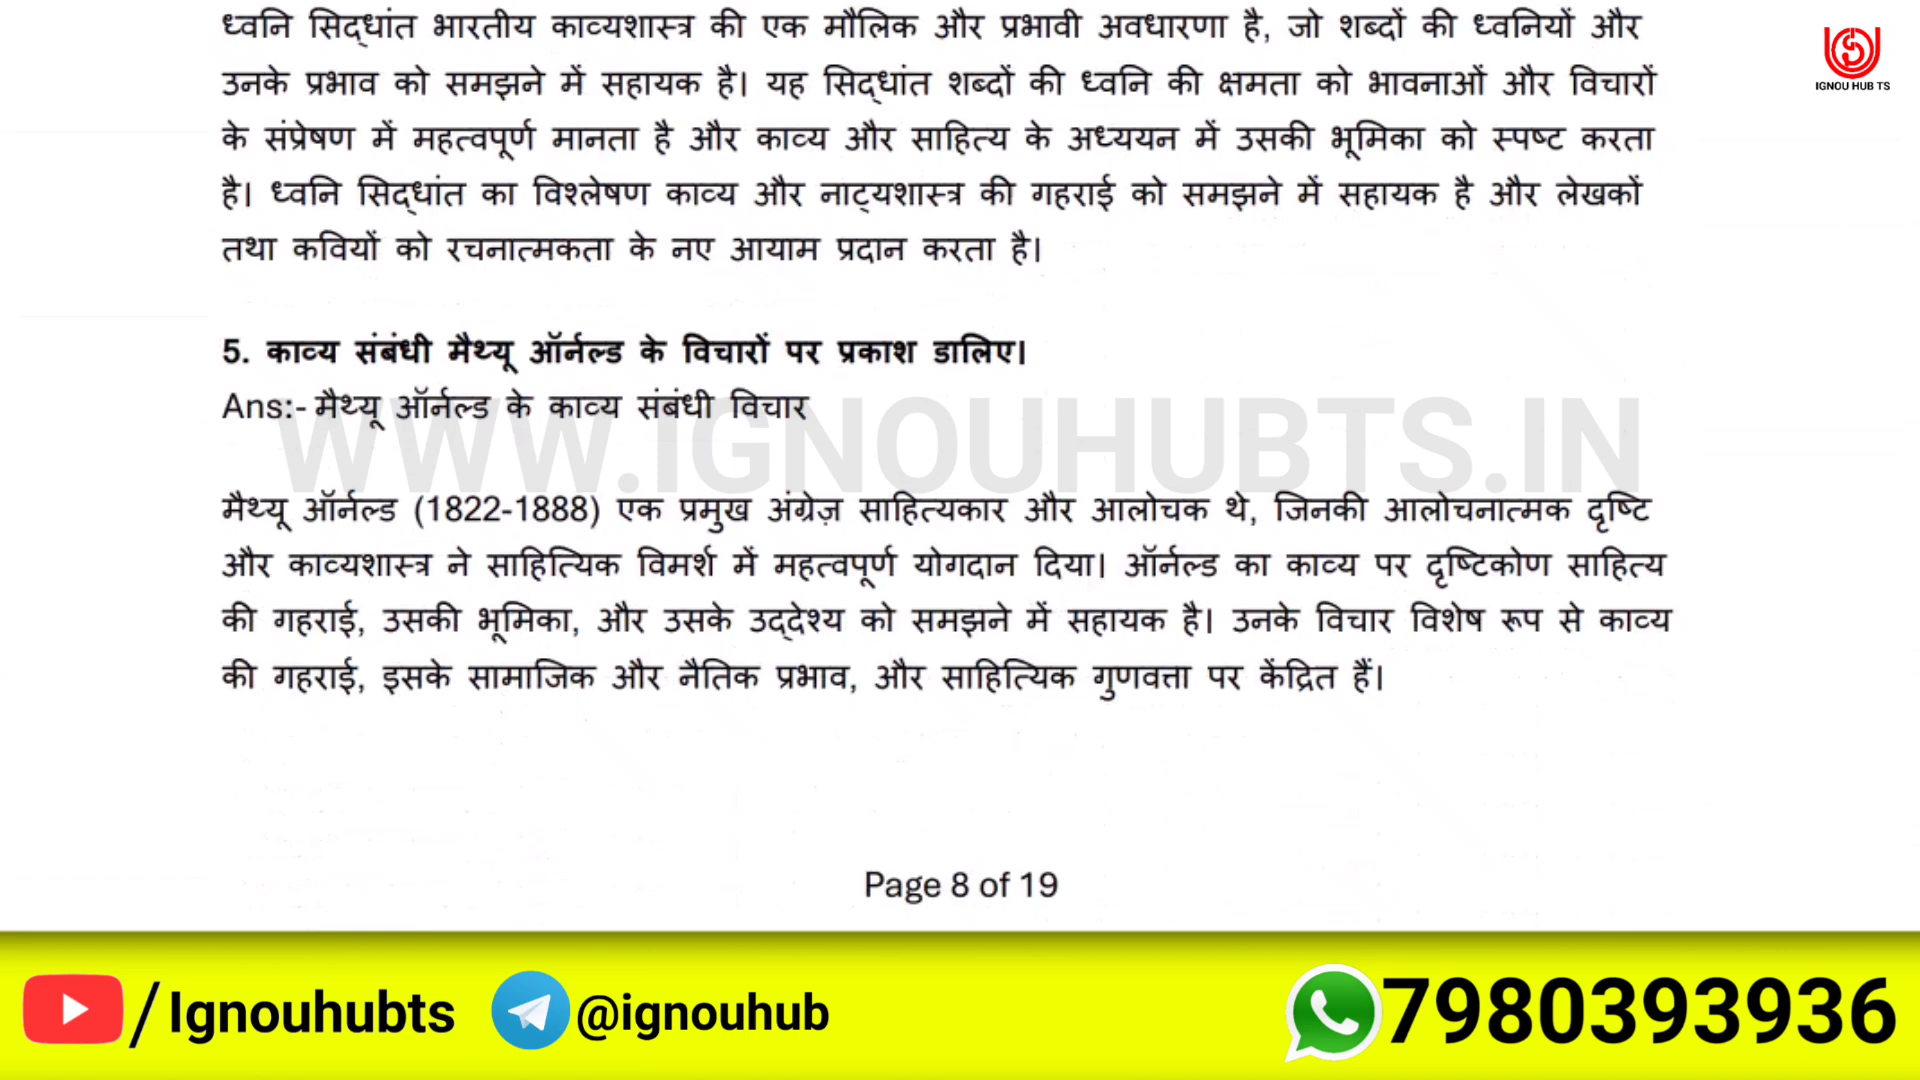 ध्वनि सिद्धांत भारतीय काव्यशास्त्र की एक मौलिक और प्रभावी अवधारणा है, जो शब्दों की ध्वनियों और
उनके प्रभाव को समझने में सहायक है। यह सिद्धांत शब्दों की ध्वनि की क्षमता को भावनाओं और विचारों
के संप्रेषण में महत्वपूर्ण मानता है और काव्य और साहित्य के अध्ययन में उसकी भूमिका को स्पष्ट करता
है। ध्वनि सिद्धांत का विश्लेषण काव्य और नाट्यशास्त्र की गहराई को समझने में सहायक है और लेखकों
तथा कवियों को रचनात्मकता के नए आयाम प्रदान करता है।
IGNOU HUB TS
5. काव्य संबंधी मैथ्यू ऑर्नल्ड के विचारों पर प्रकाश डालिए।
Ans:- मैथ्यू ऑर्नल्ड के काव्य संबंधी विचार
WWW.IGNOUHUBTS.IN
मैथ्यू ऑर्नल्ड (1822-1888) एक प्रमुख अंग्रेज़ साहित्यकार और आलोचक थे, जिनकी आलोचनात्मक दृष्टि
और काव्यशास्त्र ने साहित्यिक विमर्श में महत्वपूर्ण योगदान दिया। ऑर्नल्ड का काव्य पर दृष्टिकोण साहित्य
की गहराई, उसकी भूमिका, और उसके उद्देश्य को समझने में सहायक है। उनके विचार विशेष रूप से काव्य
की गहराई, इसके सामाजिक और नैतिक प्रभाव, और साहित्यिक गुणवत्ता पर केंद्रित हैं।
Page 8 of 19
/Ignouhubts @ignouhub 7980393936